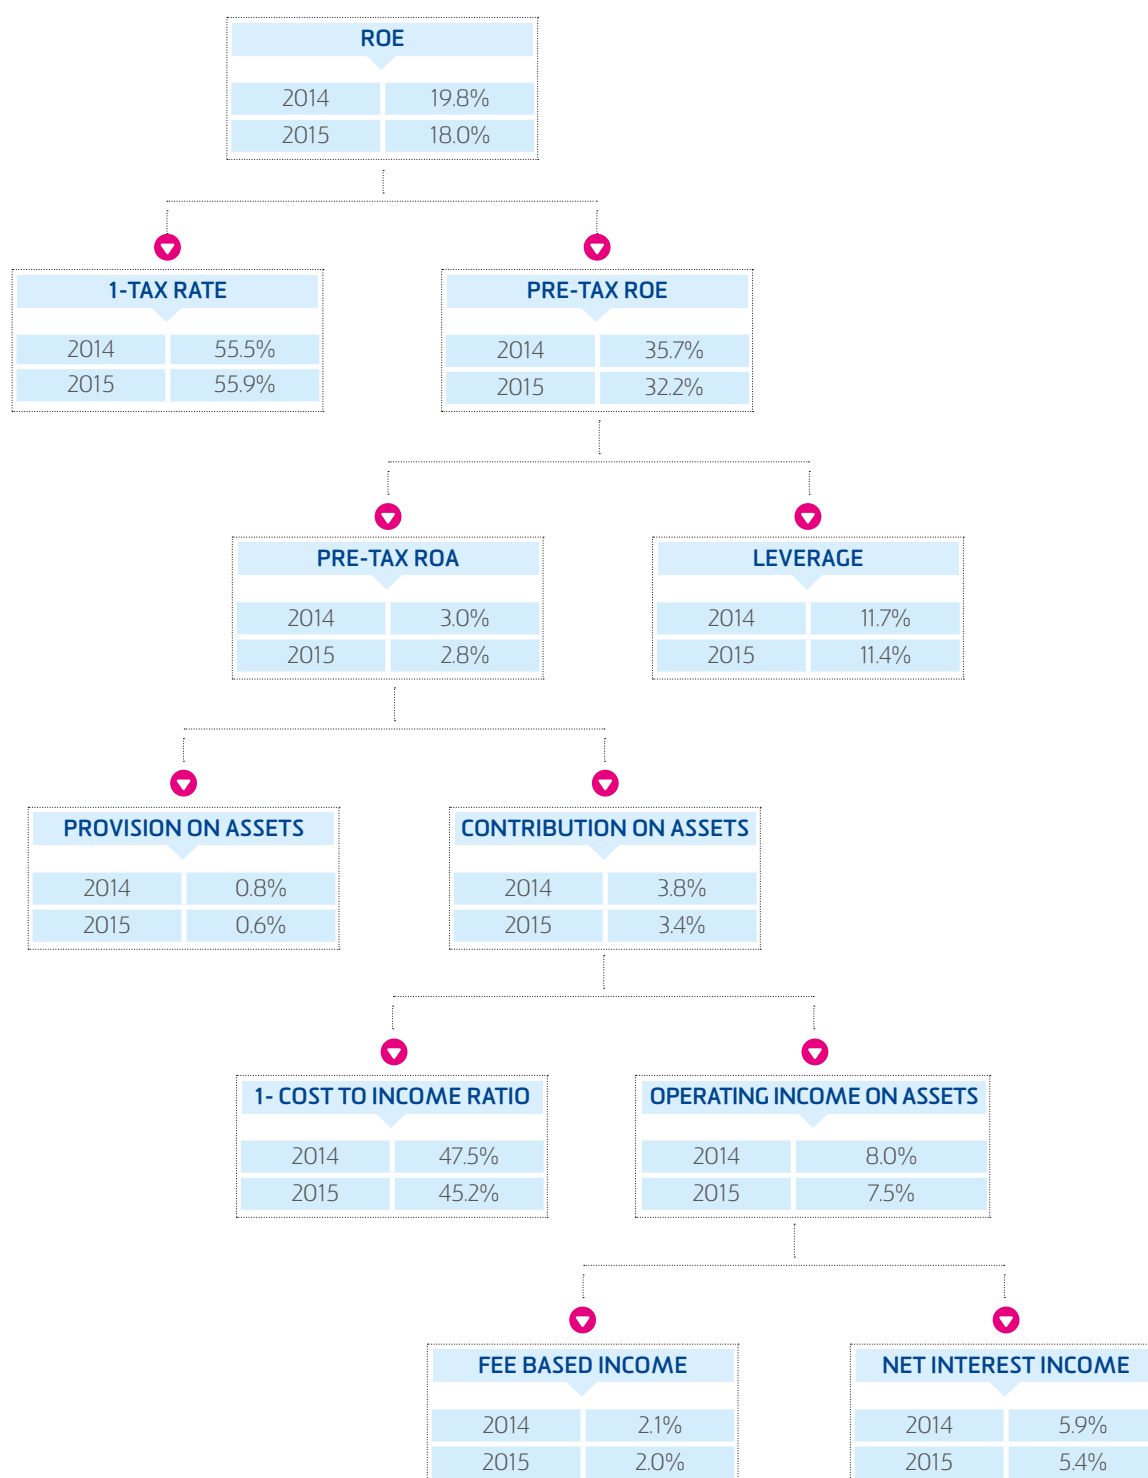 ROE
2014 19.8%
2015 18.0%
1-TAX RATE
2014 55.5%
2015 55.9%
PRE-TAX ROE
2014 35.7%
2015 32.2%
PRE-TAX ROA
2014 3.0%
2015 2.8%
LEVERAGE
2014 11.7%
2015 11.4%
PROVISION ON ASSETS
2014 0.8%
2015 0.6%
CONTRIBUTION ON ASSETS
2014 3.8%
2015 3.4%
1- COST TO INCOME RATIO
2014 47.5%
2015 45.2%
OPERATING INCOME ON ASSETS
2014 8.0%
2015 7.5%
FEE BASED INCOME
2014 2.1%
2015 2.0%
NET INTEREST INCOME
2014 5.9%
2015 5.4%